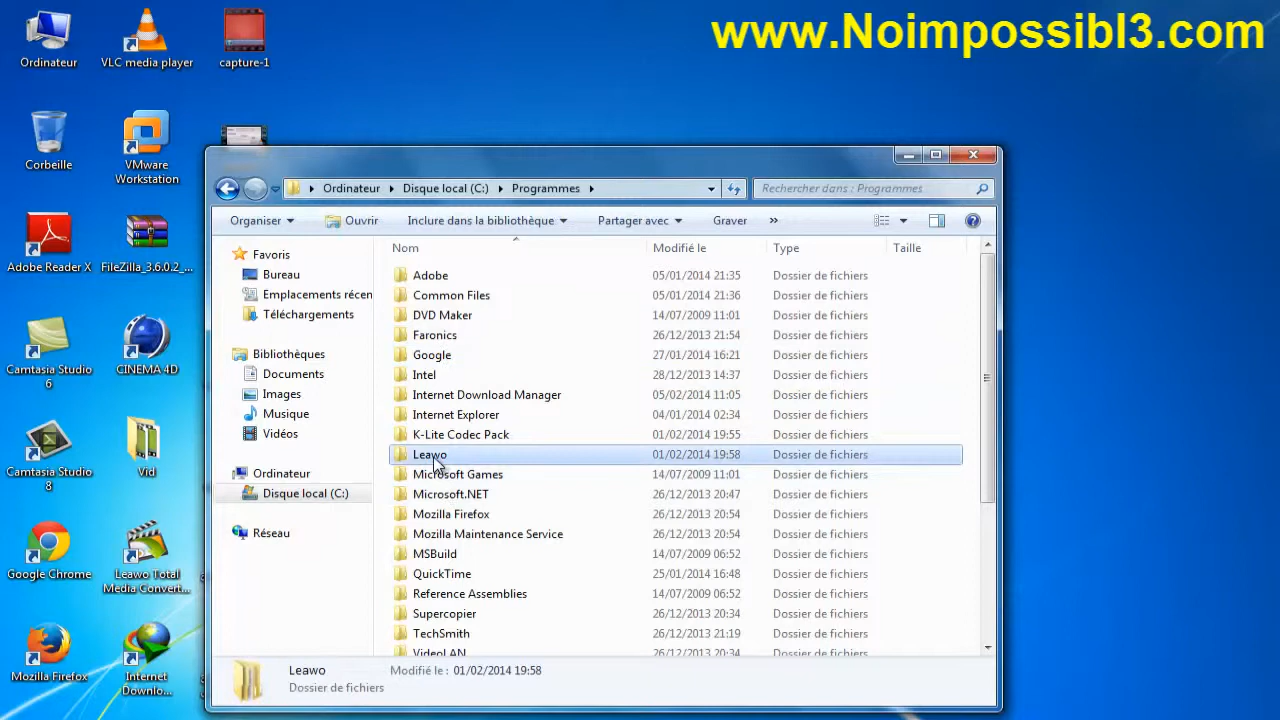 www.Noimpossibl3.com
Ordinateur
VLC media player
capture-1
Corbeille
VMware
Workstation
Adobe Reader X
FileZilla_3.6.0.2_...
Camtasia Studio
6
CINEMA 4D
Camtasia Studio
8
Vid
Google Chrome
Leawo Total
Media Convert...
Mozilla Firefox
Internet
Downlo...
Ordinateur
Disque local (C:)
Programmes
Rechercher dans : Programmes
Organiser
Ouvrir
Inclure dans la bibliothèque
Partager avec
Graver
»
Favoris
Bureau
Emplacements récen
Téléchargements
Bibliothèques
Documents
Images
Musique
Vidéos
Ordinateur
Disque local (C:)
Réseau
Nom Modifié le Type Taille
Adobe 05/01/2014 21:35 Dossier de fichiers
Common Files 05/01/2014 21:36 Dossier de fichiers
DVD Maker 14/07/2009 11:01 Dossier de fichiers
Faronics 26/12/2013 21:54 Dossier de fichiers
Google 27/01/2014 16:21 Dossier de fichiers
Intel 28/12/2013 14:37 Dossier de fichiers
Internet Download Manager 05/02/2014 11:05 Dossier de fichiers
Internet Explorer 04/01/2014 02:34 Dossier de fichiers
K-Lite Codec Pack 01/02/2014 19:55 Dossier de fichiers
Leawo 01/02/2014 19:58 Dossier de fichiers
Microsoft Games 14/07/2009 11:01 Dossier de fichiers
Microsoft.NET 26/12/2013 20:47 Dossier de fichiers
Mozilla Firefox 26/12/2013 20:54 Dossier de fichiers
Mozilla Maintenance Service 26/12/2013 20:54 Dossier de fichiers
MSBuild 14/07/2009 06:52 Dossier de fichiers
QuickTime 25/01/2014 16:48 Dossier de fichiers
Reference Assemblies 14/07/2009 06:52 Dossier de fichiers
Supercopier 26/12/2013 20:34 Dossier de fichiers
TechSmith 26/12/2013 21:19 Dossier de fichiers
VideoLAN 26/12/2013 20:34 Dossier de fichiers
Leawo Modifié le : 01/02/2014 19:58
Dossier de fichiers